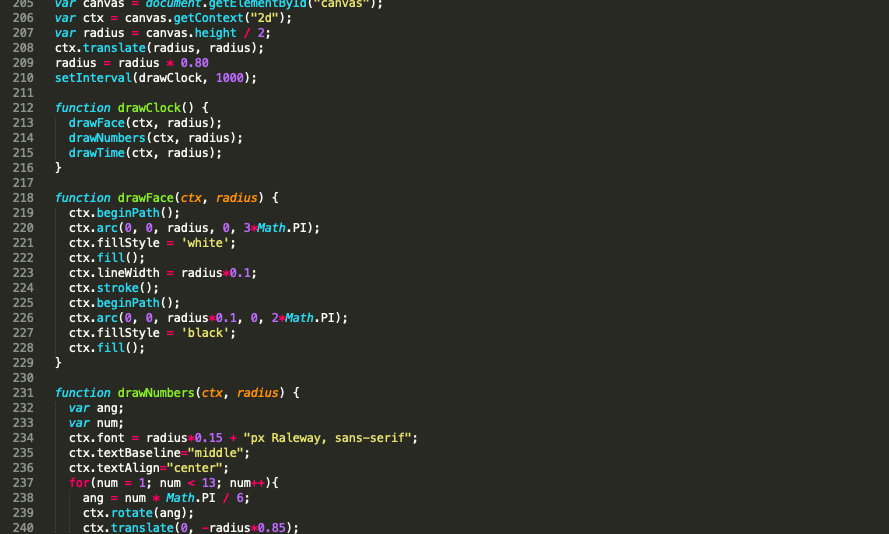 205 var canvas = document.getElementById("canvas");
206 var ctx = canvas.getContext("2d");
207 var radius = canvas.height / 2;
208 ctx.translate(radius, radius);
209 radius = radius * 0.80
210 setInterval(drawClock, 1000);
211
212 function drawClock() {
213 drawFace(ctx, radius);
214 drawNumbers(ctx, radius);
215 drawTime(ctx, radius);
216 }
217
218 function drawFace(ctx, radius) {
219 ctx.beginPath();
220 ctx.arc(0, 0, radius, 0, 3*Math.PI);
221 ctx.fillStyle = 'white';
222 ctx.fill();
223 ctx.lineWidth = radius*0.1;
224 ctx.stroke();
225 ctx.beginPath();
226 ctx.arc(0, 0, radius*0.1, 0, 2*Math.PI);
227 ctx.fillStyle = 'black';
228 ctx.fill();
229 }
230
231 function drawNumbers(ctx, radius) {
232 var ang;
233 var num;
234 ctx.font = radius*0.15 + "px Raleway, sans-serif";
235 ctx.textBaseline="middle";
236 ctx.textAlign="center";
237 for(num = 1; num < 13; num++){
238 ang = num * Math.PI / 6;
239 ctx.rotate(ang);
240 ctx.translate(0, -radius*0.85);